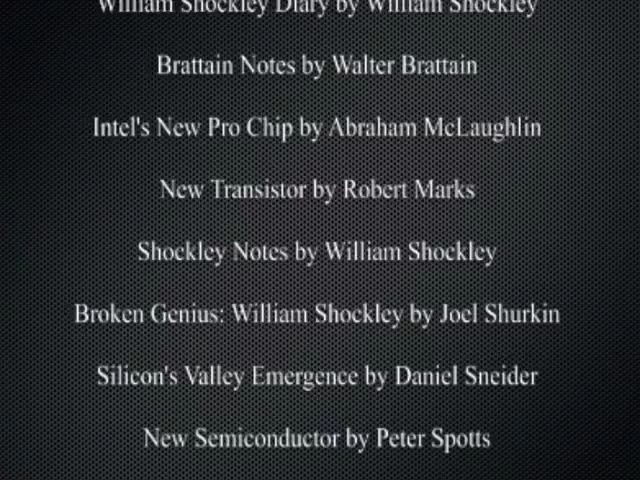 William Shockley Diary by William Shockley
Brattain Notes by Walter Brattain
Intel's New Pro Chip by Abraham McLaughlin
New Transistor by Robert Marks
Shockley Notes by William Shockley
Broken Genius: William Shockley by Joel Shurkin
Silicon's Valley Emergence by Daniel Sneider
New Semiconductor by Peter Spotts